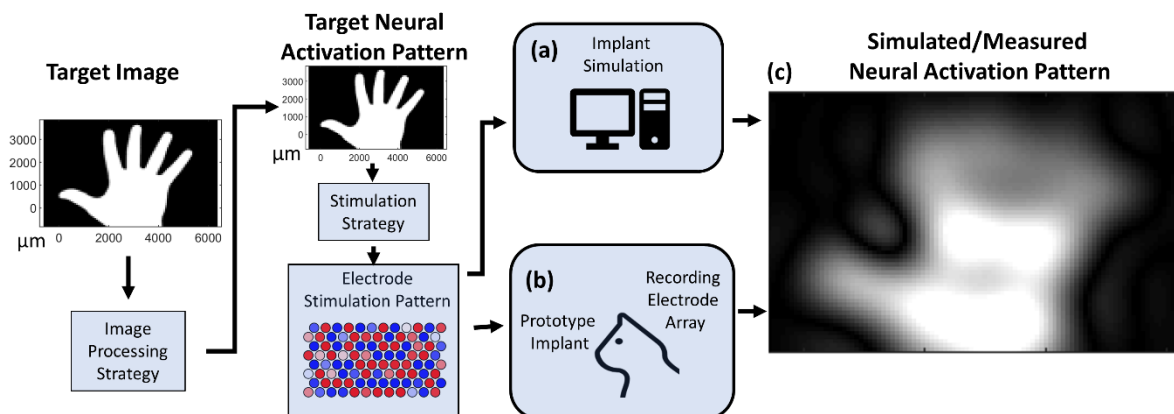 Target Image
3000
2000
1000
0
μm
0 2000 4000 6000
Image
Processing
Strategy
Target Neural
Activation Pattern
3000
2000
1000
0
μm
0 2000 4000 6000
Stimulation
Strategy
Electrode
Stimulation Pattern
(a)
Implant
Simulation
(b)
Prototype
Implant
Recording
Electrode
Array
Simulated/Measured
(c) Neural Activation Pattern